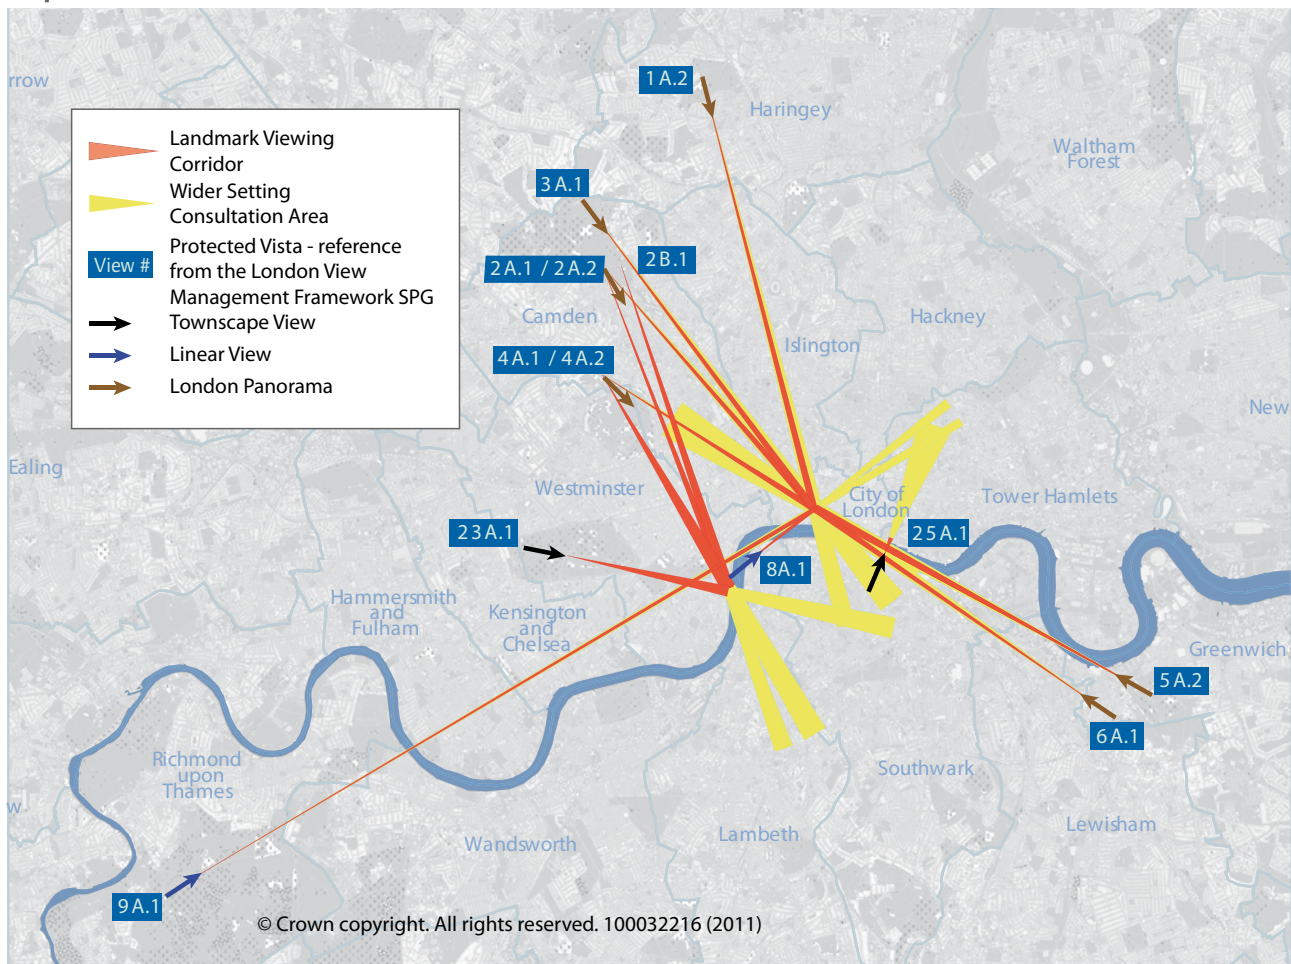 1A.2
Haringey
rrow
Waltham
Forest
Landmark Viewing
Corridor
Wider Setting
Consultation Area
View #
Protected Vista - reference
from the London View
Management Framework SPG
Townscape View
Linear View
London Panorama
3A.1
2B.1
2A.1 / 2A.2
Camden
Hackney
Islington
4A.1 / 4A.2
New
Ealing
Westminster
City of
London
Tower Hamlets
23A.1
25A.1
8A.1
Hammersmith
and
Fulham
Kensington
and
Chelsea
Greenwich
5A.2
6A.1
Richmond
upon
Thames
Southwark
w
Wandsworth
Lambeth
Lewisham
9A.1
© Crown copyright. All rights reserved. 100032216 (2011)